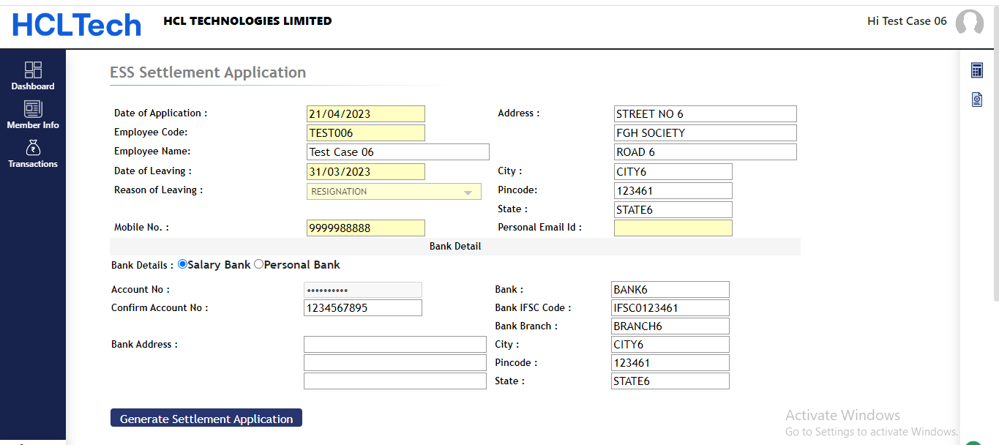 HCLTech
HCL TECHNOLOGIES LIMITED
Hi Test Case 06
Dashboard
Member Info
Transactions
ESS Settlement Application
Date of Application : 21/04/2023 Address : STREET NO 6
Employee Code: TEST006 FGH SOCIETY
Employee Name: Test Case 06 ROAD 6
Date of Leaving : 31/03/2023 City : CITY6
Reason of Leaving : RESIGNATION Pincode: 123461
State : STATE6
Mobile No. : 9999988888 Personal Email Id :
Bank Detail
Bank Details : Salary Bank Personal Bank
Account No : •••••••••• Bank : BANK6
Confirm Account No : 1234567895 Bank IFSC Code : IFSC0123461
Bank Branch : BRANCH6
Bank Address : City : CITY6
Pincode : 123461
State : STATE6
Generate Settlement Application
Activate Windows
Go to Settings to activate Windows.